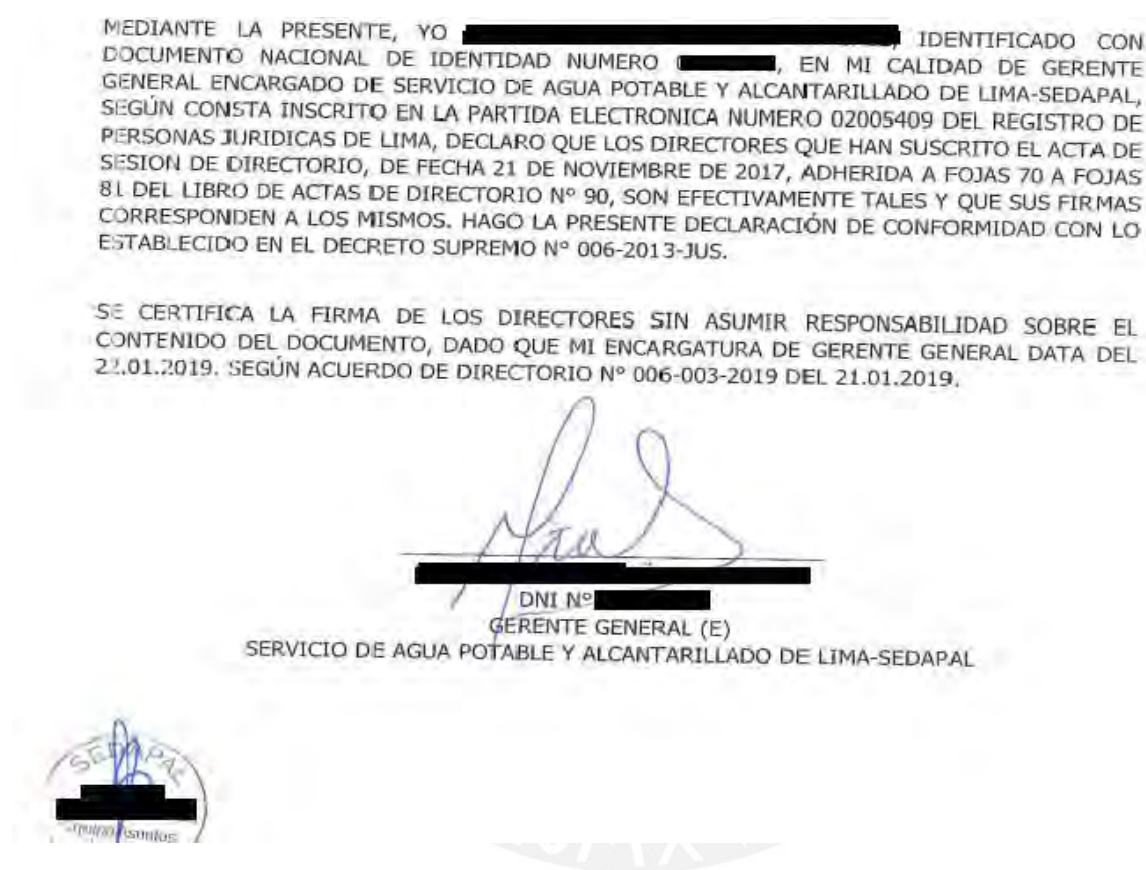 MEDIANTE LA PRESENTE, YO , IDENTIFICADO CON
DOCUMENTO NACIONAL DE IDENTIDAD NUMERO , EN MI CALIDAD DE GERENTE
GENERAL ENCARGADO DE SERVICIO DE AGUA POTABLE Y ALCANTARILLADO DE LIMA-SEDAPAL,
SEGÚN CONSTA INSCRITO EN LA PARTIDA ELECTRONICA NUMERO 02005409 DEL REGISTRO DE
PERSONAS JURIDICAS DE LIMA, DECLARO QUE LOS DIRECTORES QUE HAN SUSCRITO EL ACTA DE
SESION DE DIRECTORIO, DE FECHA 21 DE NOVIEMBRE DE 2017, ADHERIDA A FOJAS 70 A FOJAS
81 DEL LIBRO DE ACTAS DE DIRECTORIO Nº 90, SON EFECTIVAMENTE TALES Y QUE SUS FIRMAS
CORRESPONDEN A LOS MISMOS. HAGO LA PRESENTE DECLARACIÓN DE CONFORMIDAD CON LO
ESTABLECIDO EN EL DECRETO SUPREMO Nº 006-2013-JUS.
SE CERTIFICA LA FIRMA DE LOS DIRECTORES SIN ASUMIR RESPONSABILIDAD SOBRE EL
CONTENIDO DEL DOCUMENTO, DADO QUE MI ENCARGATURA DE GERENTE GENERAL DATA DEL
22.01.2019. SEGÚN ACUERDO DE DIRECTORIO Nº 006-003-2019 DEL 21.01.2019.
DNI Nº
GERENTE GENERAL (E)
SERVICIO DE AGUA POTABLE Y ALCANTARILLADO DE LIMA-SEDAPAL
SEDAPAL